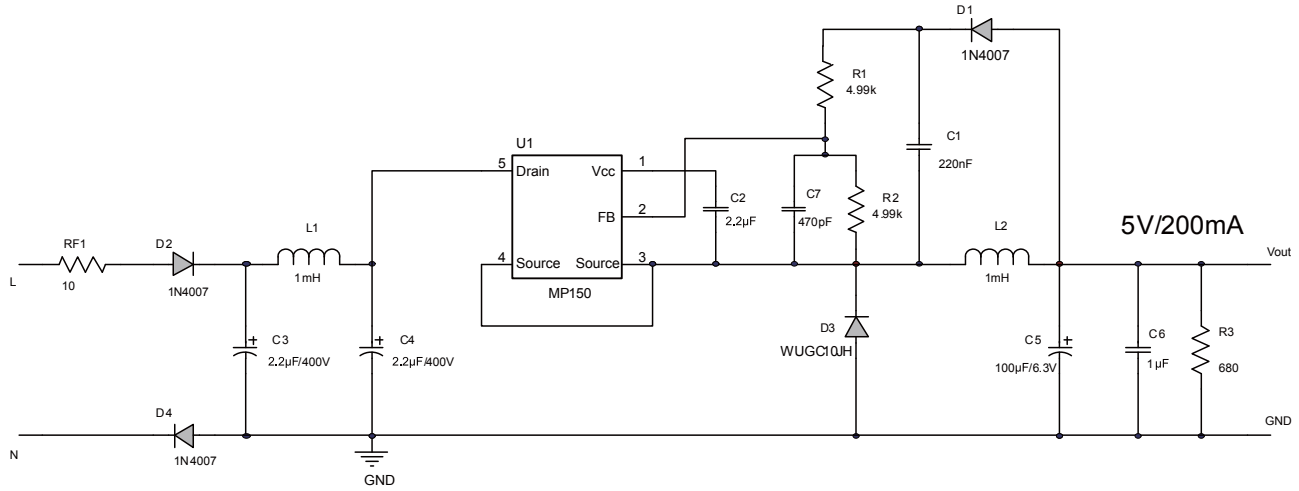 D1
1N4007
R1
4.99k
C1
220nF
U1
5
Drain
Vcc
1
FB
2
4
Source
Source
3
MP150
C2
2.2µF
C7
470pF
R2
4.99k
L2
1mH
5V/200mA
Vout
RF1
10
L
D2
1N4007
L1
1mH
C3
2.2µF/400V
C4
2.2µF/400V
D3
WUGC10JH
C5
100µF/6.3V
C6
1µF
R3
680
D4
1N4007
N
GND
GND